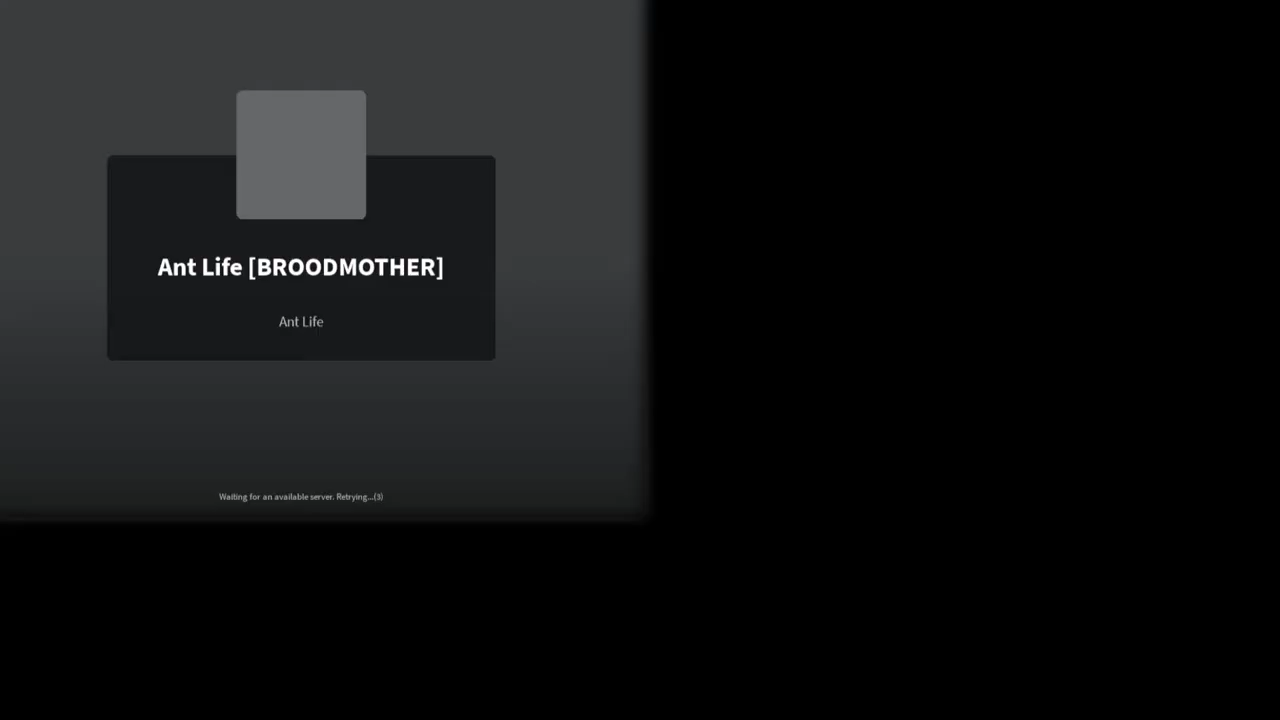 Ant Life [BROODMOTHER]
Ant Life
Waiting for an available server. Retrying...(3)